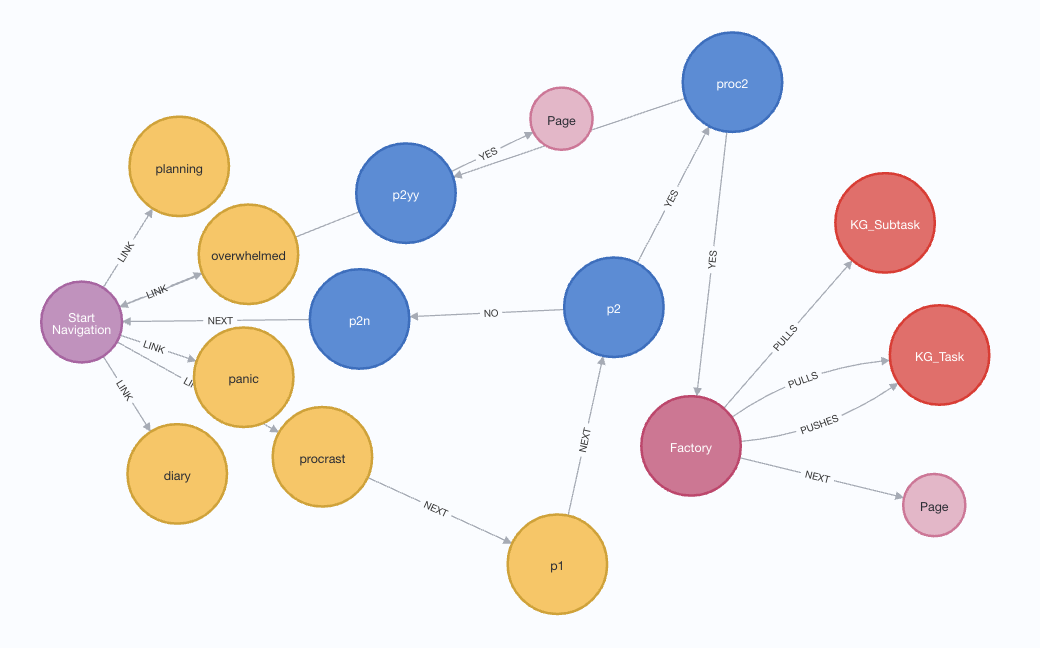 proc2
Page
YES
planning
p2yy
YES
KG_Subtask
LINK
overwhelmed
YES
LINK
p2
Start
Navigation
NEXT
p2n
NO
PULLS
LINK
panic
KG_Task
PULLS
LINK
PUSHES
NEXT
Factory
procrast
diary
NEXT
NEXT
Page
p1